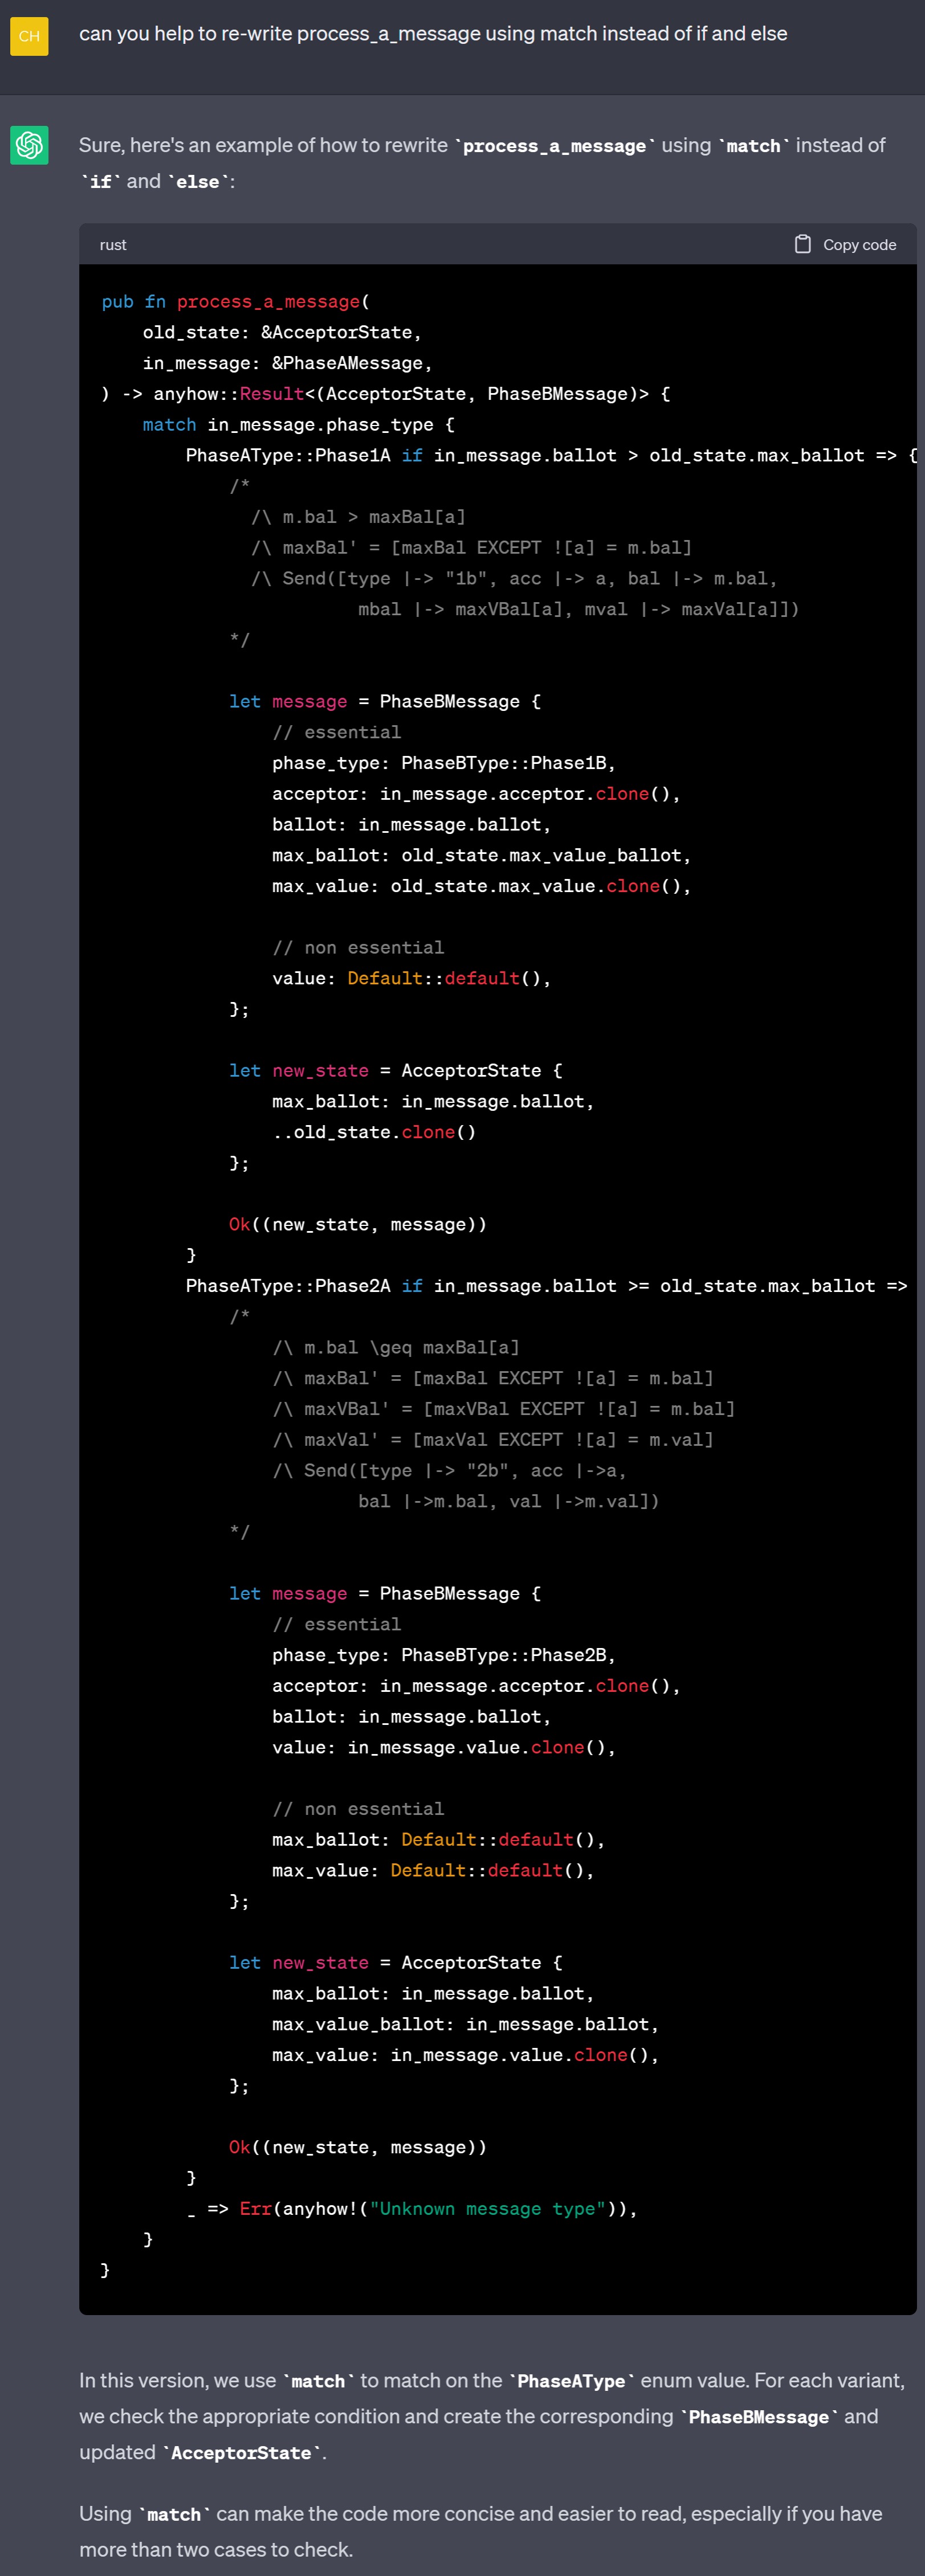 CH
can you help to re-write process_a_message using match instead of if and else
Sure, here's an example of how to rewrite `process_a_message` using `match` instead of
`if` and `else`:
rust
Copy code
pub fn process_a_message(
    old_state: &AcceptorState,
    in_message: &PhaseAMessage,
) -> anyhow::Result<(AcceptorState, PhaseBMessage)> {
    match in_message.phase_type {
        PhaseAType::Phase1A if in_message.ballot > old_state.max_ballot => {
            /*
              /\ m.bal > maxBal[a]
              /\ maxBal' = [maxBal EXCEPT ![a] = m.bal]
              /\ Send([type |-> "1b", acc |-> a, bal |-> m.bal,
                        mbal |-> maxVBal[a], mval |-> maxVal[a]])
            */
            let message = PhaseBMessage {
                // essential
                phase_type: PhaseBType::Phase1B,
                acceptor: in_message.acceptor.clone(),
                ballot: in_message.ballot,
                max_ballot: old_state.max_value_ballot,
                max_value: old_state.max_value.clone(),
                // non essential
                value: Default::default(),
            };
            let new_state = AcceptorState {
                max_ballot: in_message.ballot,
                ..old_state.clone()
            };
            Ok((new_state, message))
        }
        PhaseAType::Phase2A if in_message.ballot >= old_state.max_ballot =>
            /*
                /\ m.bal \geq maxBal[a]
                /\ maxBal' = [maxBal EXCEPT ![a] = m.bal]
                /\ maxVBal' = [maxVBal EXCEPT ![a] = m.bal]
                /\ maxVal' = [maxVal EXCEPT ![a] = m.val]
                /\ Send([type |-> "2b", acc |->a,
                        bal |->m.bal, val |->m.val])
            */
            let message = PhaseBMessage {
                // essential
                phase_type: PhaseBType::Phase2B,
                acceptor: in_message.acceptor.clone(),
                ballot: in_message.ballot,
                value: in_message.value.clone(),
                // non essential
                max_ballot: Default::default(),
                max_value: Default::default(),
            };
            let new_state = AcceptorState {
                max_ballot: in_message.ballot,
                max_value_ballot: in_message.ballot,
                max_value: in_message.value.clone(),
            };
            Ok((new_state, message))
        }
        _ => Err(anyhow!("Unknown message type")),
    }
}
In this version, we use `match` to match on the `PhaseAType` enum value. For each variant,
we check the appropriate condition and create the corresponding `PhaseBMessage` and
updated `AcceptorState`.
Using `match` can make the code more concise and easier to read, especially if you have
more than two cases to check.